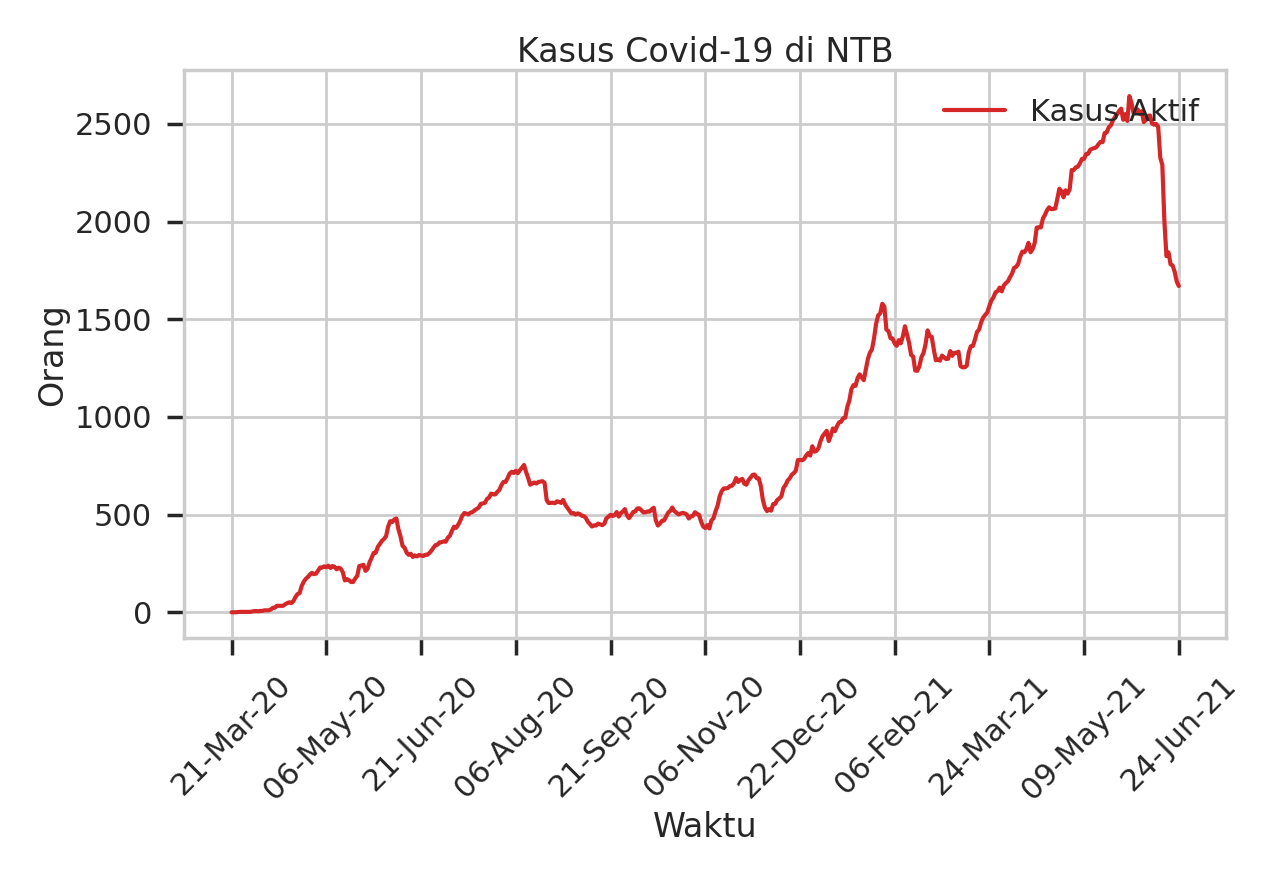 Kasus Covid-19 di NTB
Kasus Aktif
2500
2000
1500
1000
500
0
Orang
21-Mar-20
06-May-20
21-Jun-20
06-Aug-20
21-Sep-20
06-Nov-20
22-Dec-20
06-Feb-21
24-Mar-21
09-May-21
24-Jun-21
Waktu